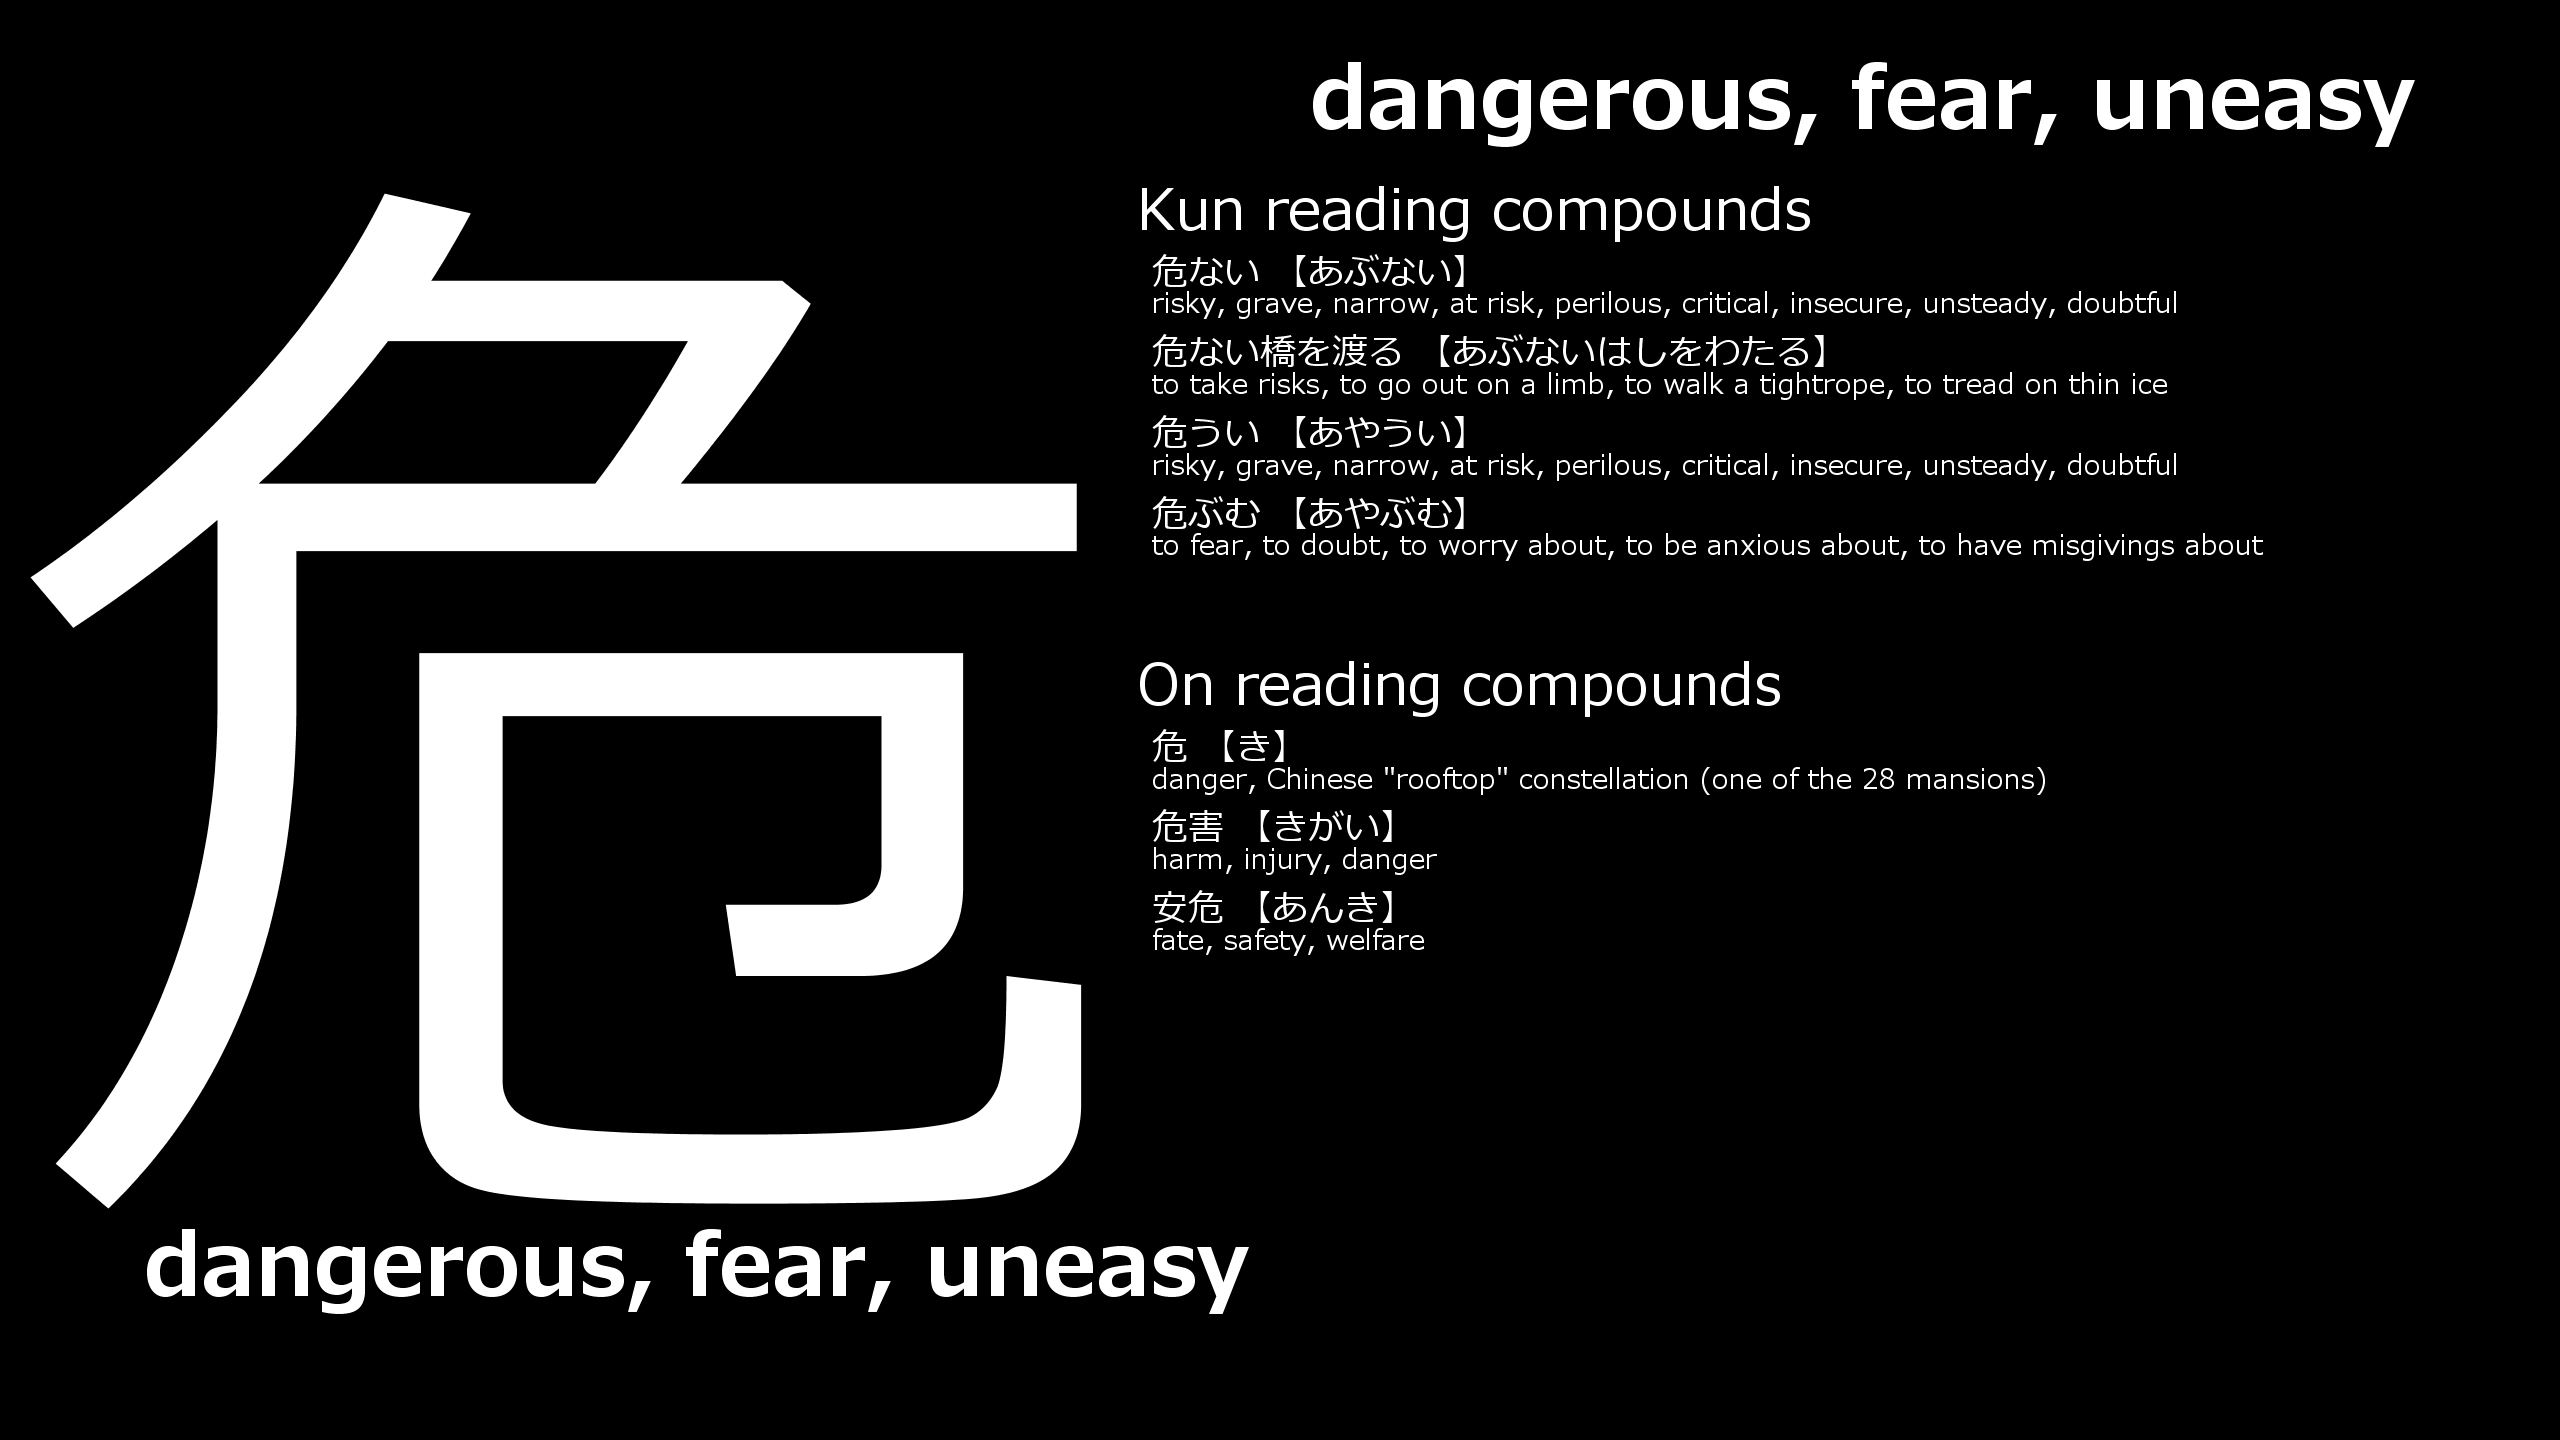 危
dangerous, fear, uneasy
dangerous, fear, uneasy
Kun reading compounds
危ない 【あぶない】
risky, grave, narrow, at risk, perilous, critical, insecure, unsteady, doubtful
危ない橋を渡る 【あぶないはしをわたる】
to take risks, to go out on a limb, to walk a tightrope, to tread on thin ice
危うい 【あやうい】
risky, grave, narrow, at risk, perilous, critical, insecure, unsteady, doubtful
危ぶむ 【あやぶむ】
to fear, to doubt, to worry about, to be anxious about, to have misgivings about
On reading compounds
危 【き】
danger, Chinese "rooftop" constellation (one of the 28 mansions)
危害 【きがい】
harm, injury, danger
安危 【あんき】
fate, safety, welfare